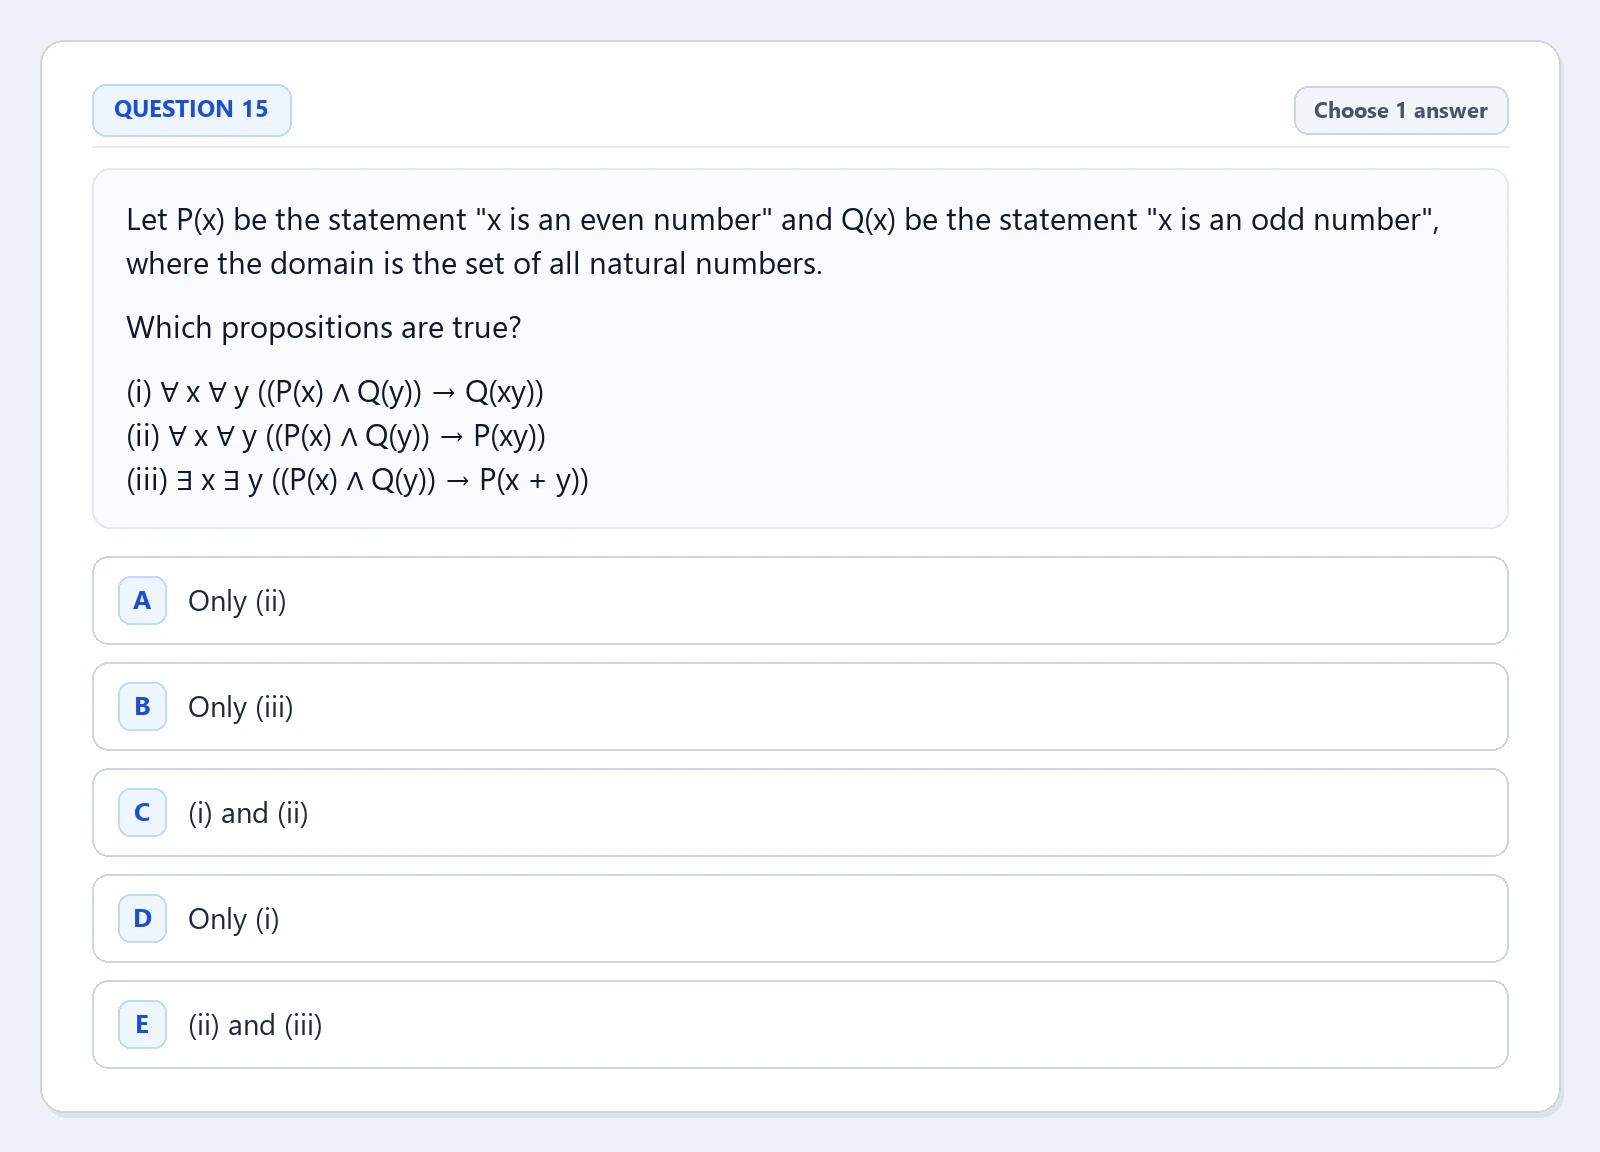 QUESTION 15
Choose 1 answer
Let P(x) be the statement "x is an even number" and Q(x) be the statement "x is an odd number",
where the domain is the set of all natural numbers.
Which propositions are true?
(i) ∀ x ∀ y ((P(x) ∧ Q(y)) → Q(xy))
(ii) ∀ x ∀ y ((P(x) ∧ Q(y)) → P(xy))
(iii) ∃ x ∃ y ((P(x) ∧ Q(y)) → P(x + y))
A Only (ii)
B Only (iii)
C (i) and (ii)
D Only (i)
E (ii) and (iii)